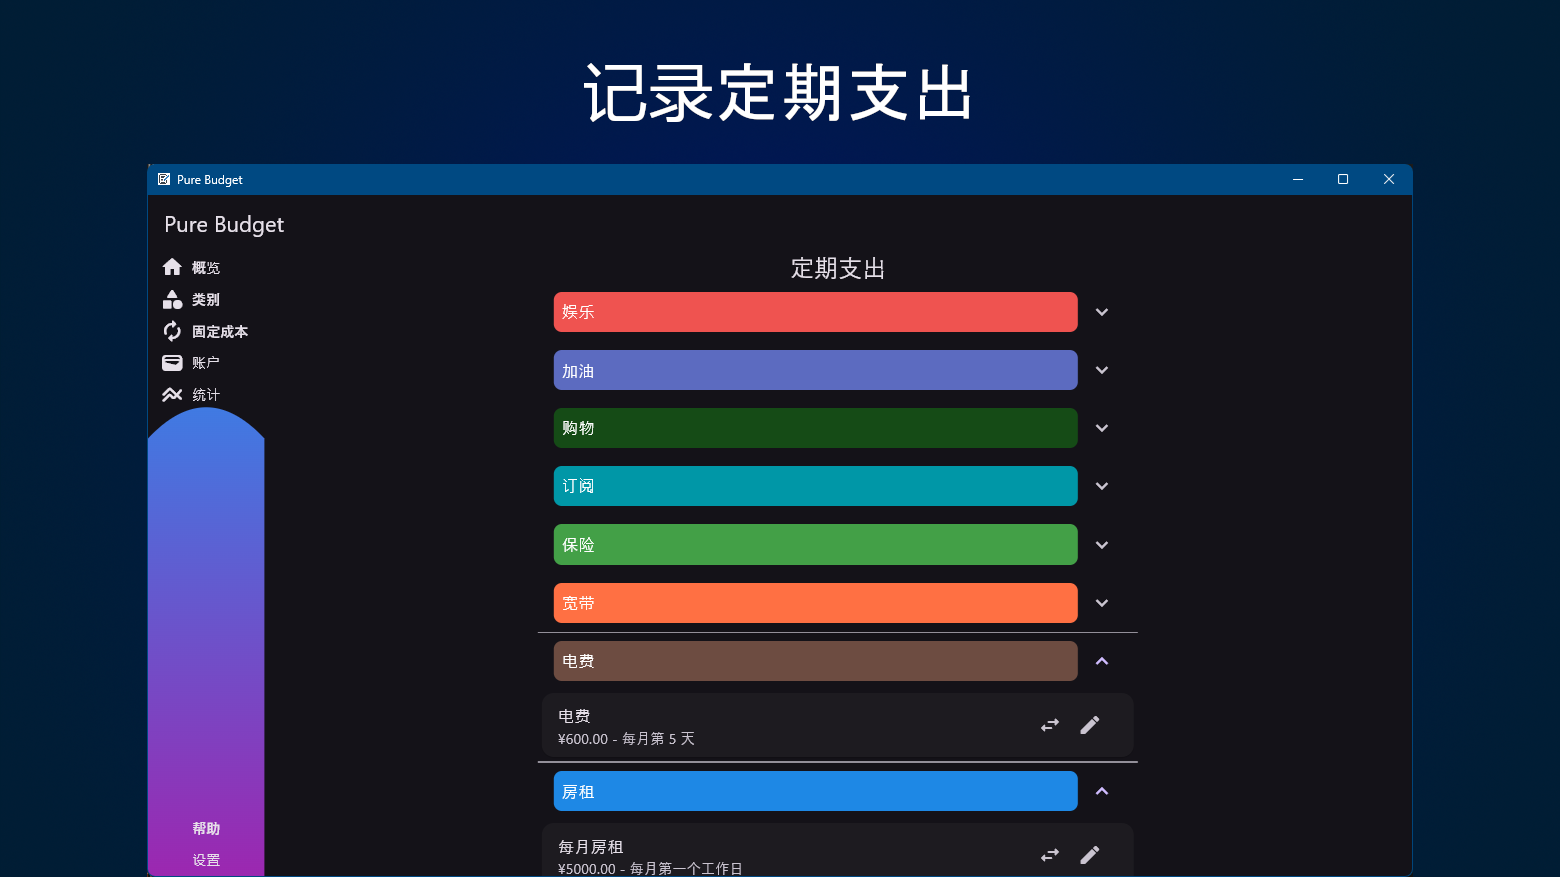 记录定期支出
Pure Budget
Pure Budget
概览
类别
固定成本
账户
统计
帮助
设置
定期支出
娱乐
加油
购物
订阅
保险
宽带
电费
电费
¥600.00 - 每月第 5 天
房租
每月房租
¥5000.00 - 每月第一个工作日